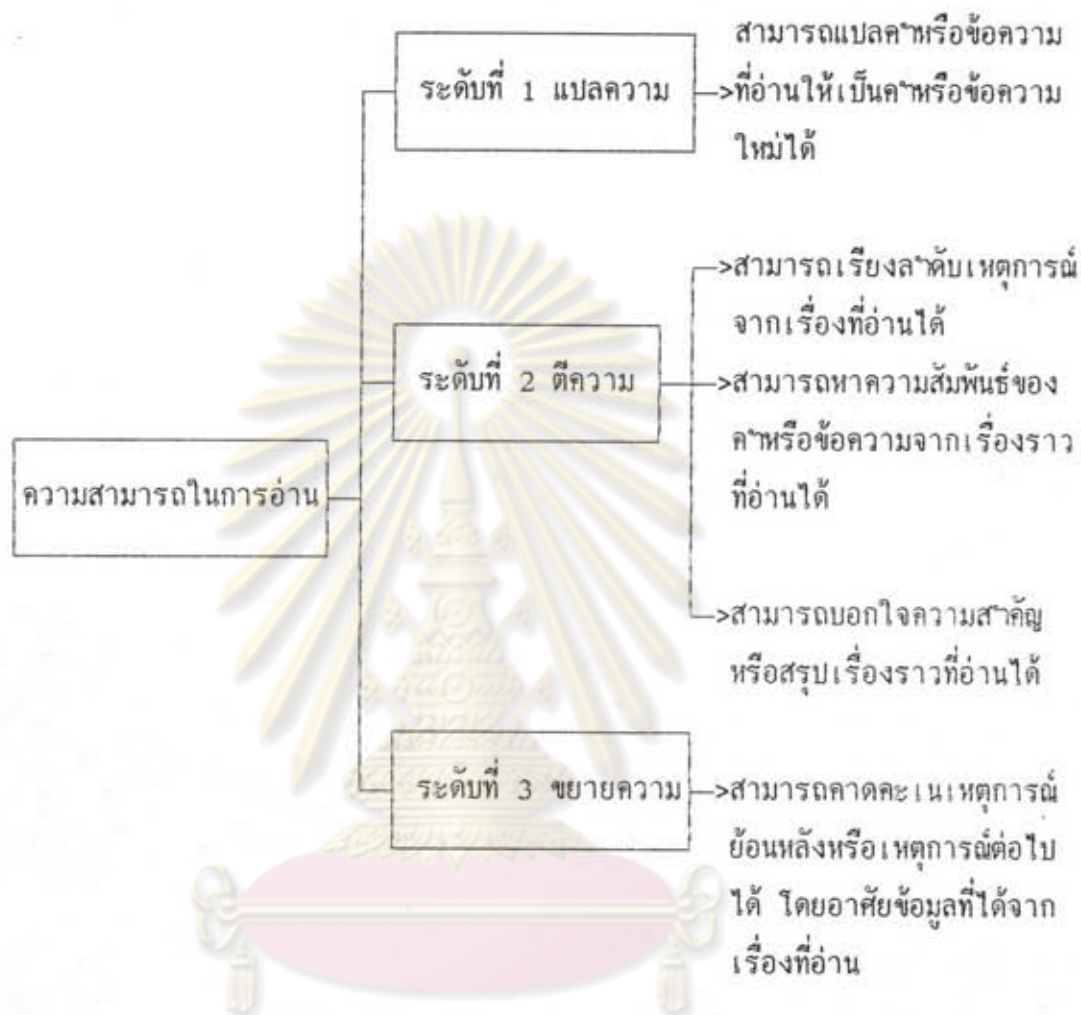 สามารถแปลคำหรือข้อความ
ระดับที่ 1 แปลความ
>ที่อ่านให้เป็นคำหรือข้อความ
ใหม่ได้
>สามารถเรียงลำดับเหตุการณ์
จากเรื่องที่อ่านได้
ระดับที่ 2 ตีความ
>สามารถหาความสัมพันธ์ของ
คำหรือข้อความจากเรื่องราว
ที่อ่านได้
ความสามารถในการอ่าน
>สามารถบอกใจความสำคัญ
หรือสรุปเรื่องราวที่อ่านได้
ระดับที่ 3 ขยายความ
>สามารถคาดคะเนเหตุการณ์
ย้อนหลังหรือเหตุการณ์ต่อไป
ได้ โดยอาศัยข้อมูลที่ได้จาก
เรื่องที่อ่าน